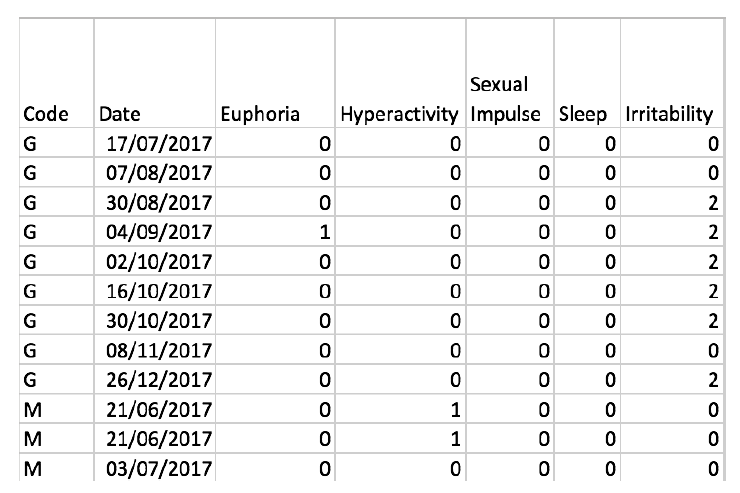 Code Date Euphoria Hyperactivity Sexual Impulse Sleep Irritability
G 17/07/2017 0 0 0 0 0
G 07/08/2017 0 0 0 0 0
G 30/08/2017 0 0 0 0 2
G 04/09/2017 1 0 0 0 2
G 02/10/2017 0 0 0 0 2
G 16/10/2017 0 0 0 0 2
G 30/10/2017 0 0 0 0 2
G 08/11/2017 0 0 0 0 0
G 26/12/2017 0 0 0 0 2
M 21/06/2017 0 1 0 0 0
M 21/06/2017 0 1 0 0 0
M 03/07/2017 0 0 0 0 0